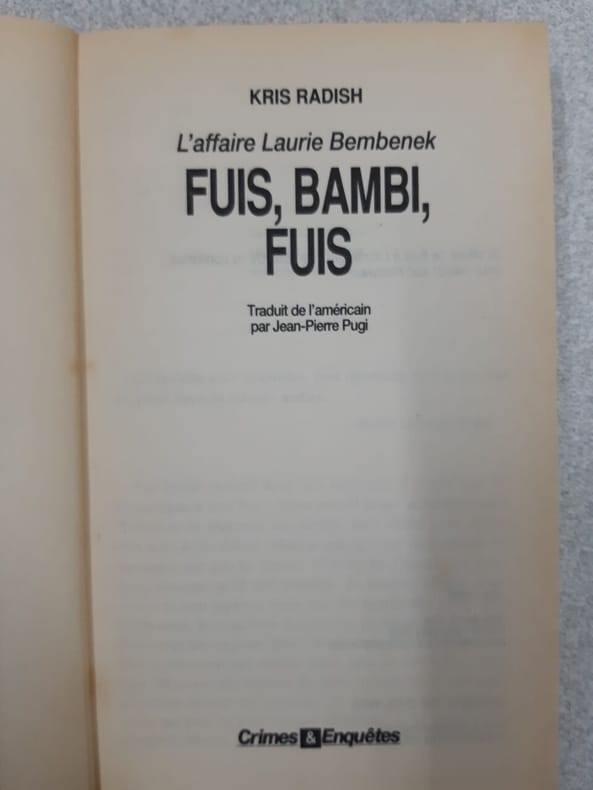 KRIS RADISH
L'affaire Laurie Bembenek
FUIS, BAMBI,
FUIS
Traduit de l'américain
par Jean-Pierre Pugi
Crimes & Enquêtes